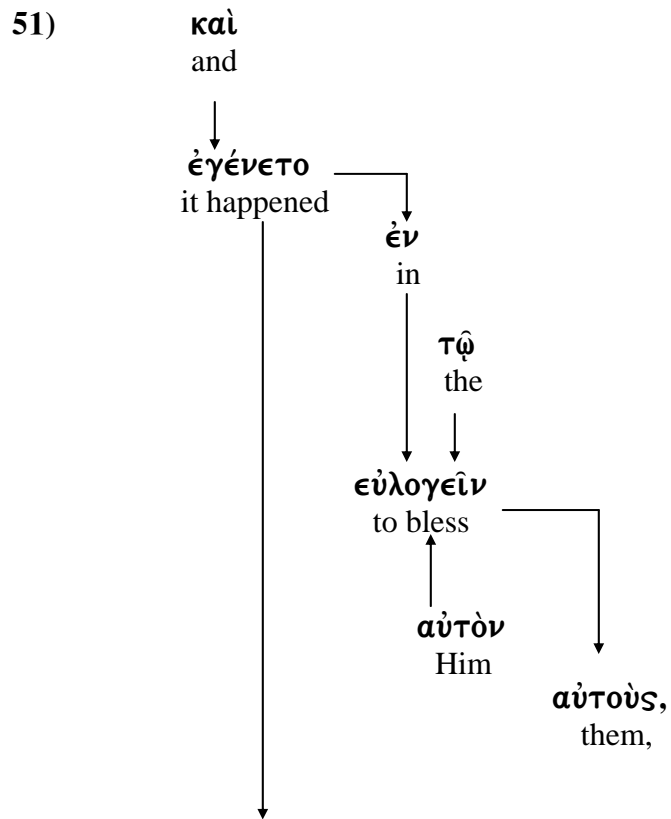 51) καὶ
and
ἐγένετο
it happened
ἐν
in
τῷ
the
εὐλογεῖν
to bless
αὐτὸν
Him
αὐτοὺς,
them,